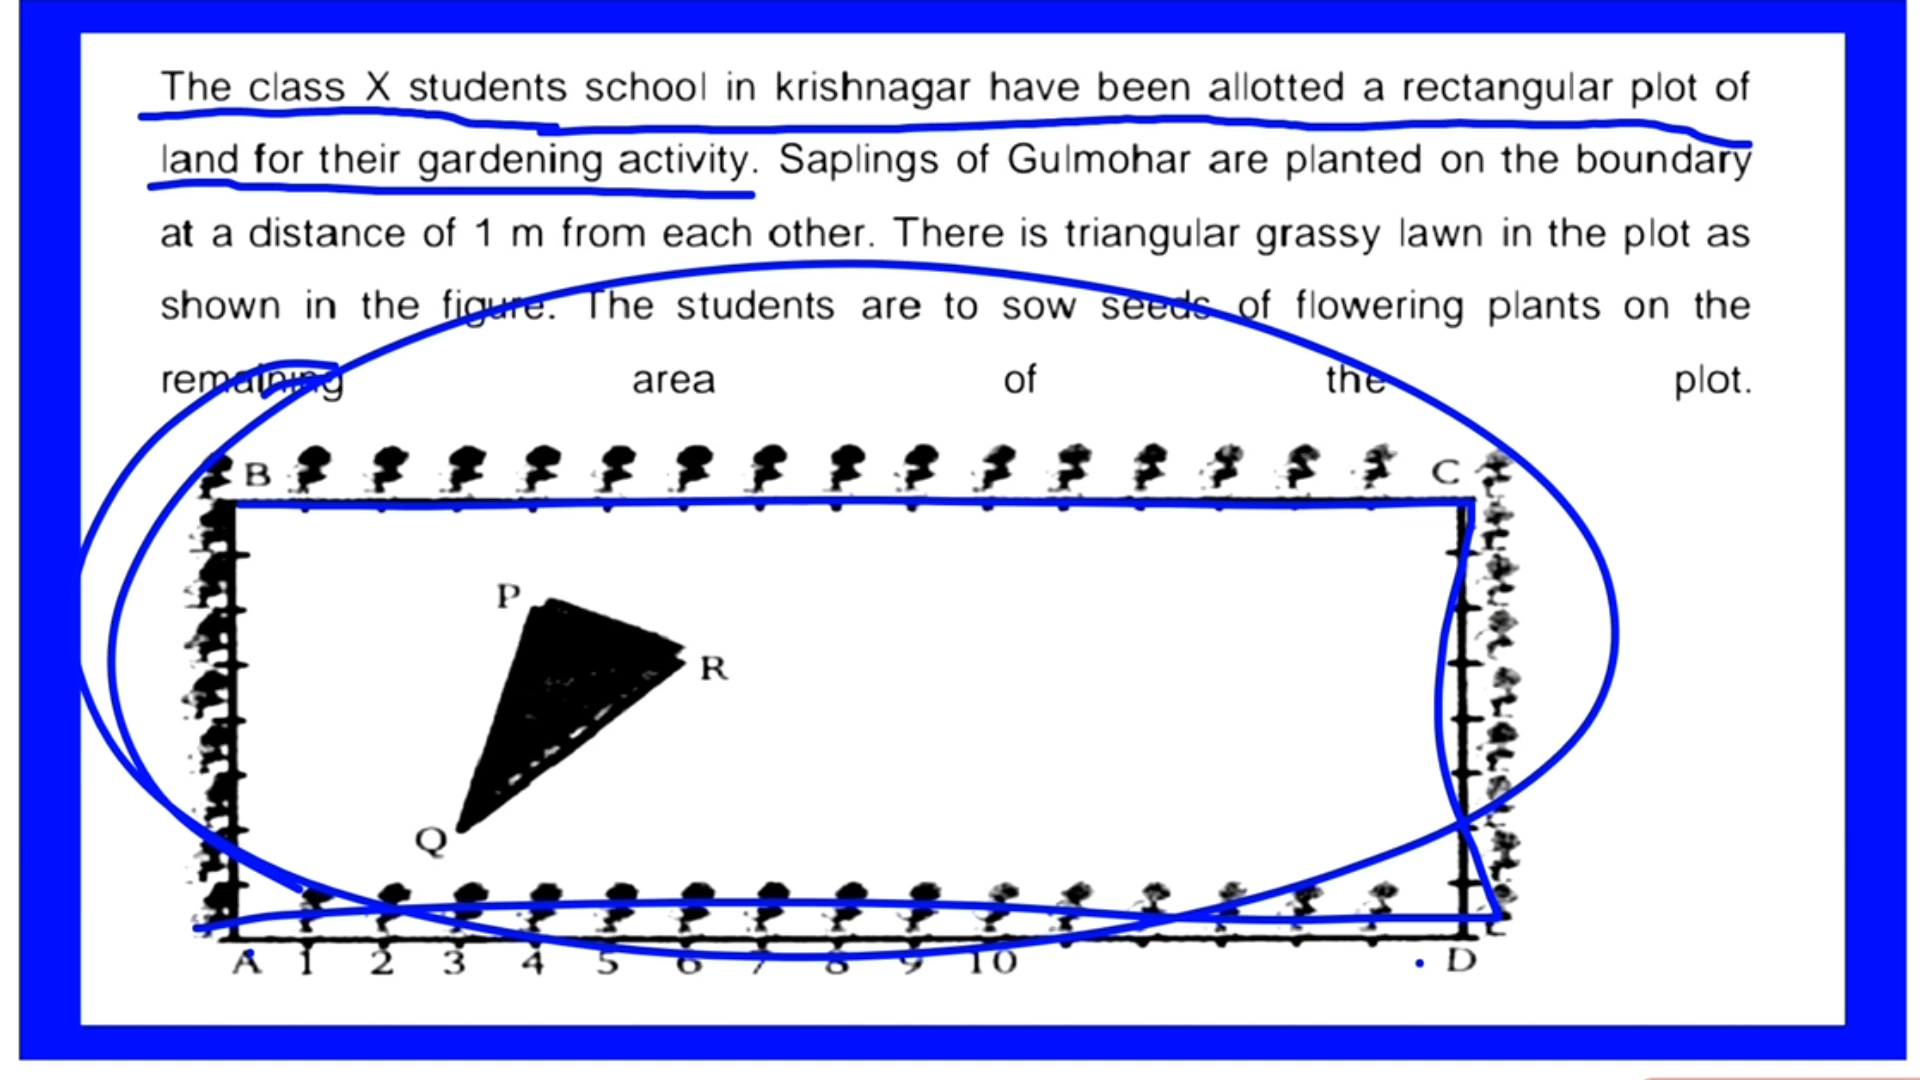 The class X students school in krishnagar have been allotted a rectangular plot of
land for their gardening activity. Saplings of Gulmohar are planted on the boundary
at a distance of 1 m from each other. There is triangular grassy lawn in the plot as
shown in the figure. The students are to sow seeds of flowering plants on the
remaining area of the plot.
B C
P
R
Q
A 1 2 3 4 5 6 7 8 9 10 D